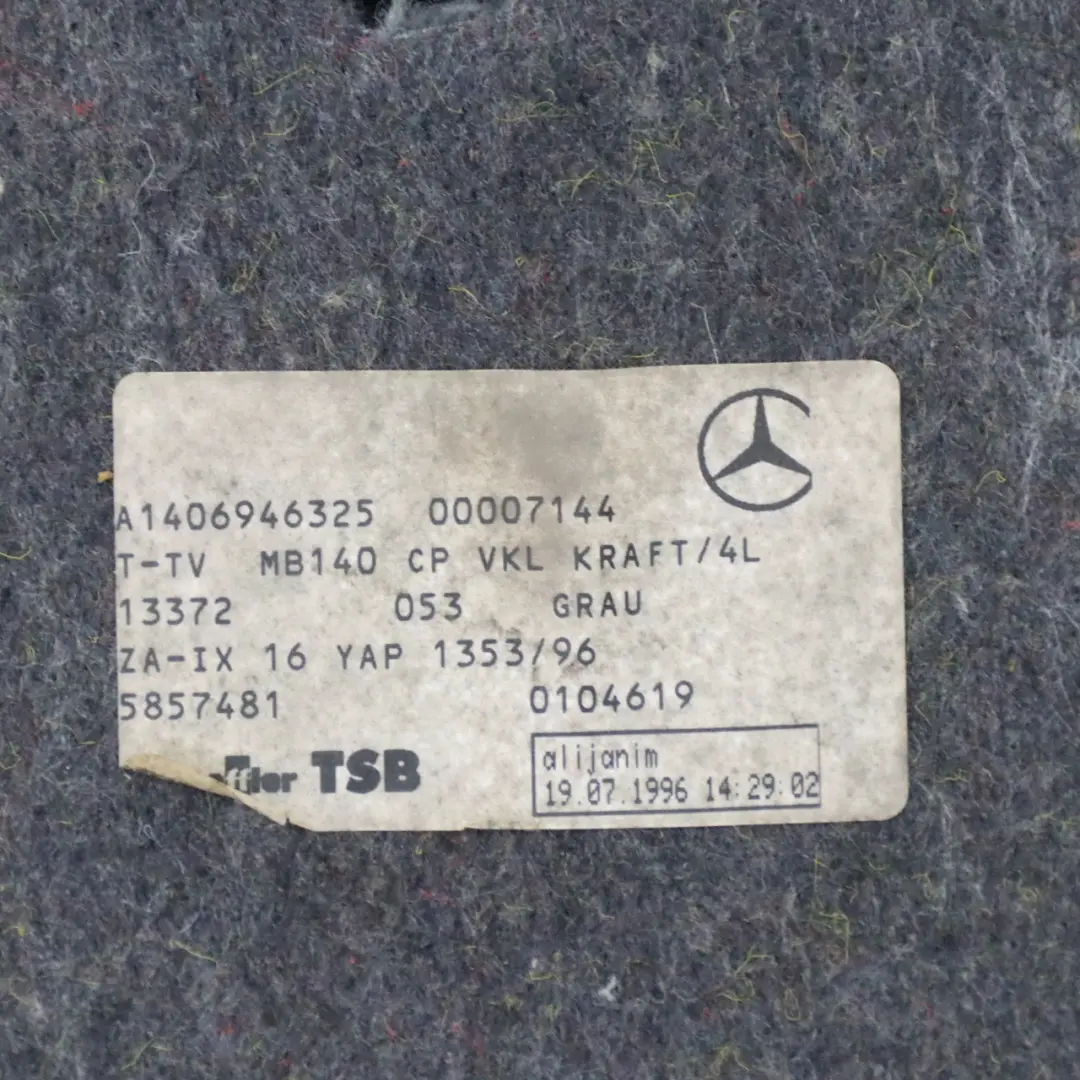 A1406946325 00007144
T-TV MB140 CP VKL KRAFT/4L
13372 053 GRAU
ZA-IX 16 YAP 1353/96
5857481 0104619
TSB
alijanim
19.07.1996 14:29:02